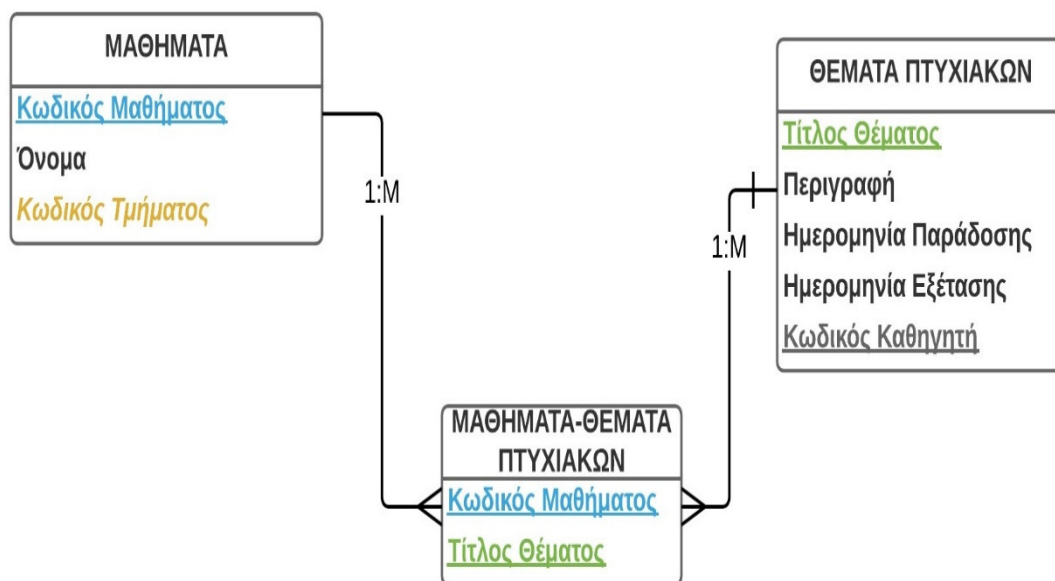 ΜΑΘΗΜΑΤΑ
Κωδικός Μαθήματος
Όνομα
Κωδικός Τμήματος
1:M
ΘΕΜΑΤΑ ΠΤΥΧΙΑΚΩΝ
Τίτλος Θέματος
Περιγραφή
Ημερομηνία Παράδοσης
Ημερομηνία Εξέτασης
Κωδικός Καθηγητή
1:M
ΜΑΘΗΜΑΤΑ-ΘΕΜΑΤΑ
ΠΤΥΧΙΑΚΩΝ
Κωδικός Μαθήματος
Τίτλος Θέματος